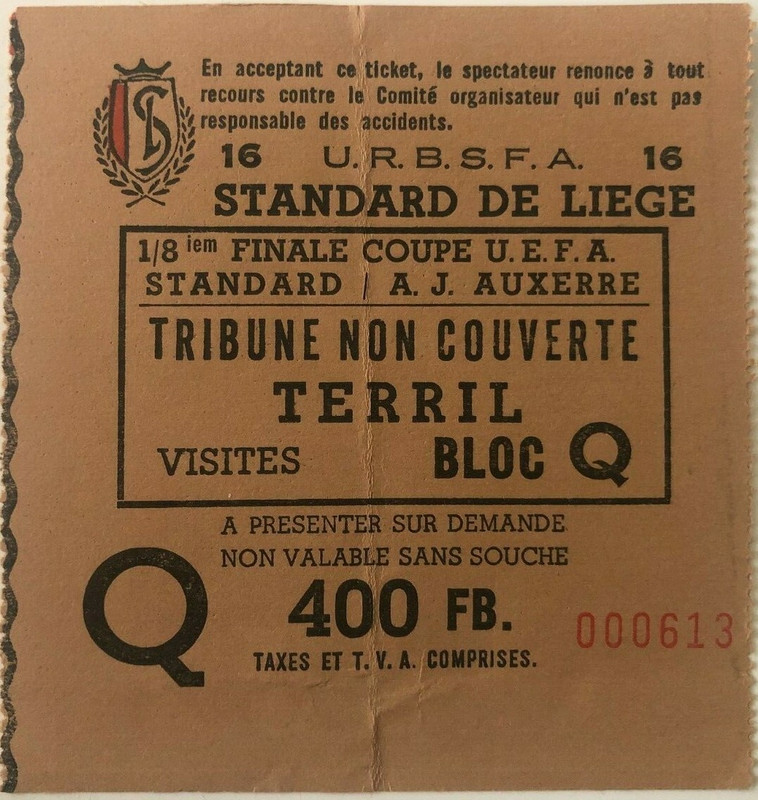 En acceptant ce ticket, le spectateur renonce à tout
recours contre le Comité organisateur qui n'est pas
responsable des accidents.
16 U.R.B.S.F.A. 16
STANDARD DE LIEGE
1/8 iem FINALE COUPE U.E.F.A.
STANDARD / A. J. AUXERRE
TRIBUNE NON COUVERTE
TERRIL
VISITES BLOC Q
A PRESENTER SUR DEMANDE
NON VALABLE SANS SOUCHE
Q 400 FB. 000613
TAXES ET T.V.A. COMPRISES.